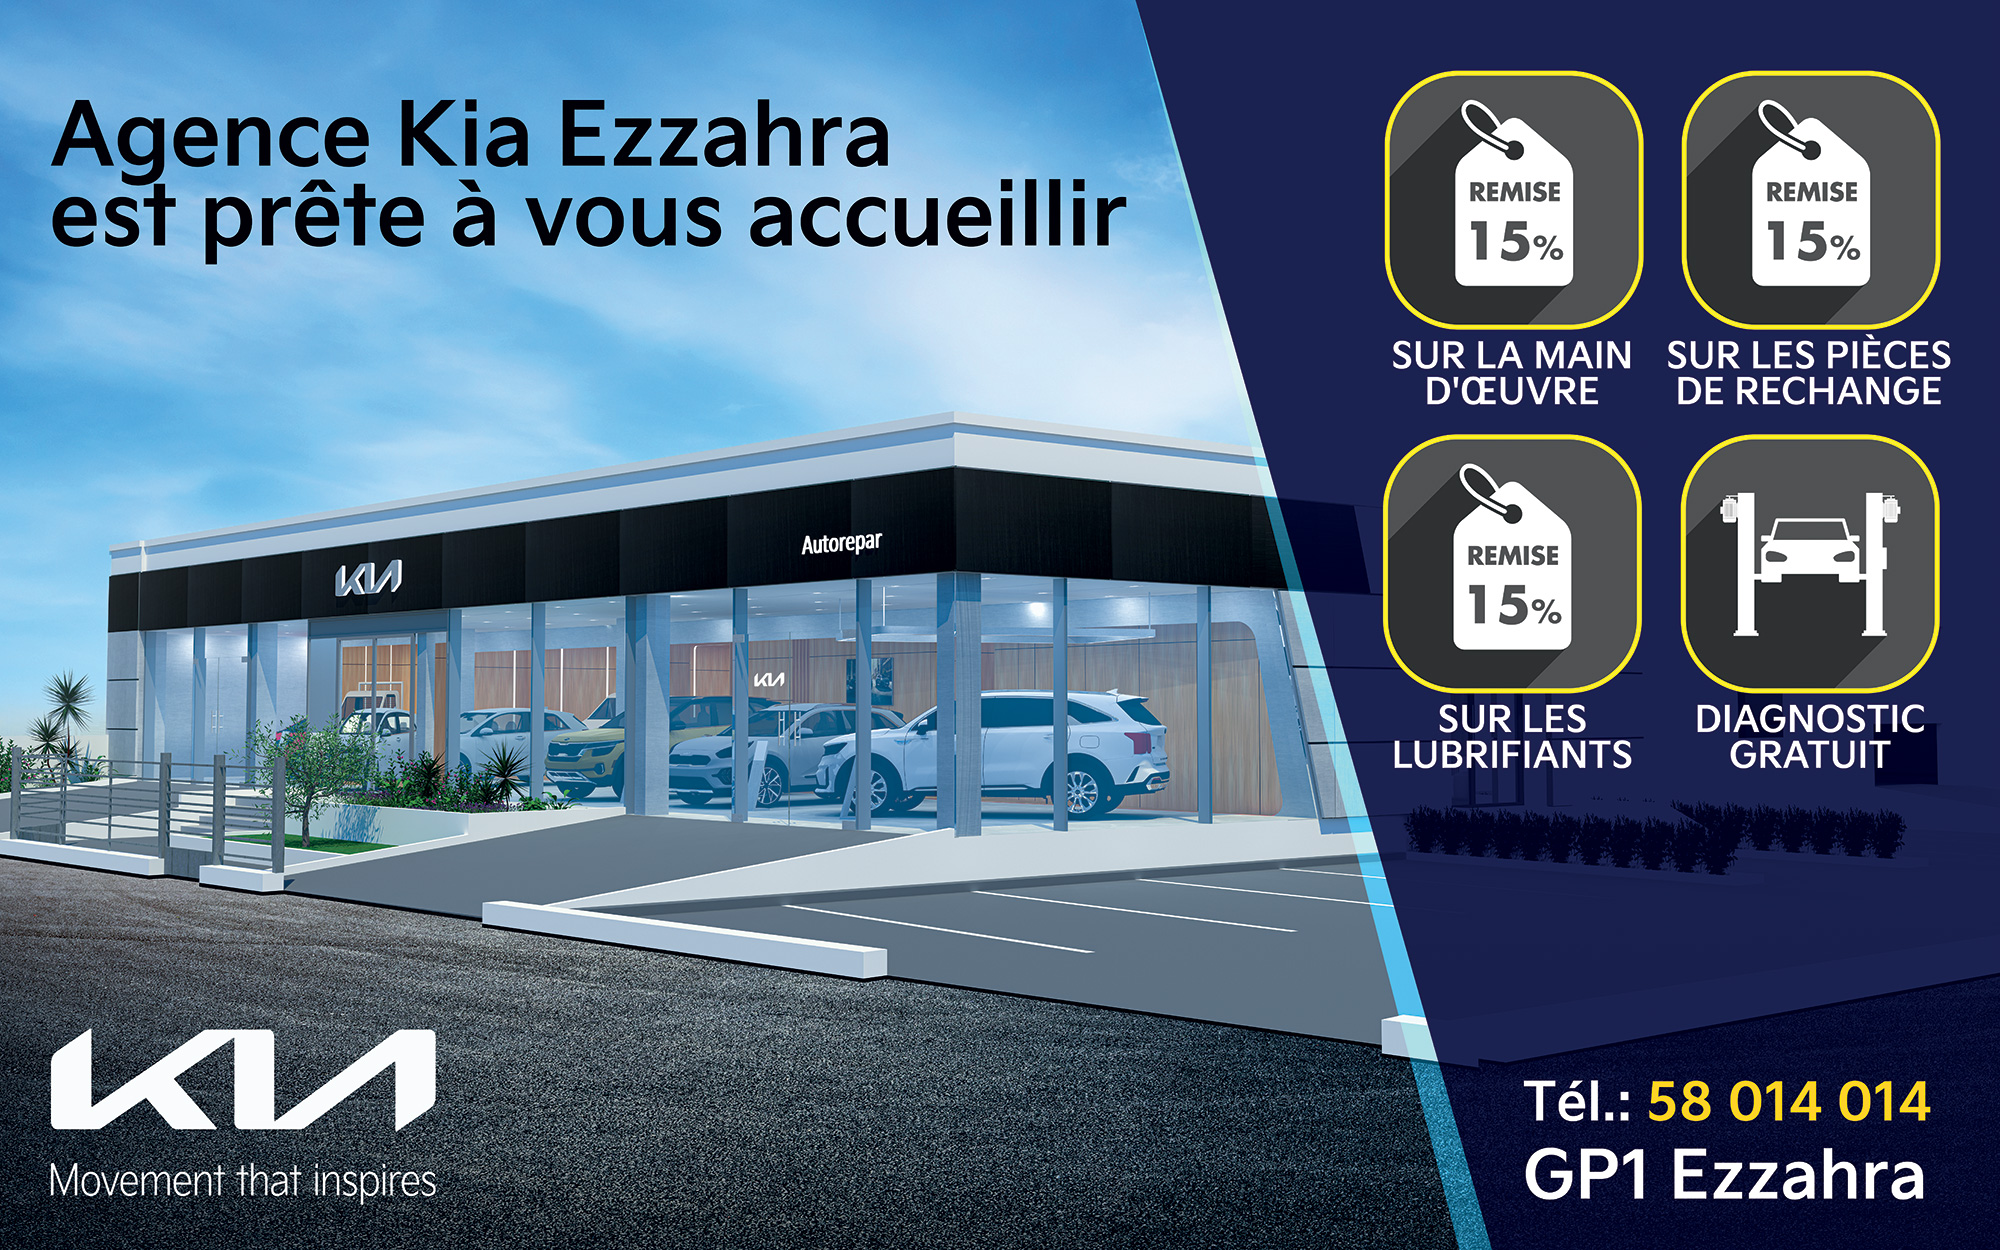 Agence Kia Ezzahra
est prête à vous accueillir
REMISE
15%
SUR LA MAIN
D'ŒUVRE
REMISE
15%
SUR LES PIÈCES
DE RECHANGE
REMISE
15%
SUR LES
LUBRIFIANTS
DIAGNOSTIC
GRATUIT
KIA
Autorepar
KIA
KIA
Movement that inspires
Tél.: 58 014 014
GP1 Ezzahra